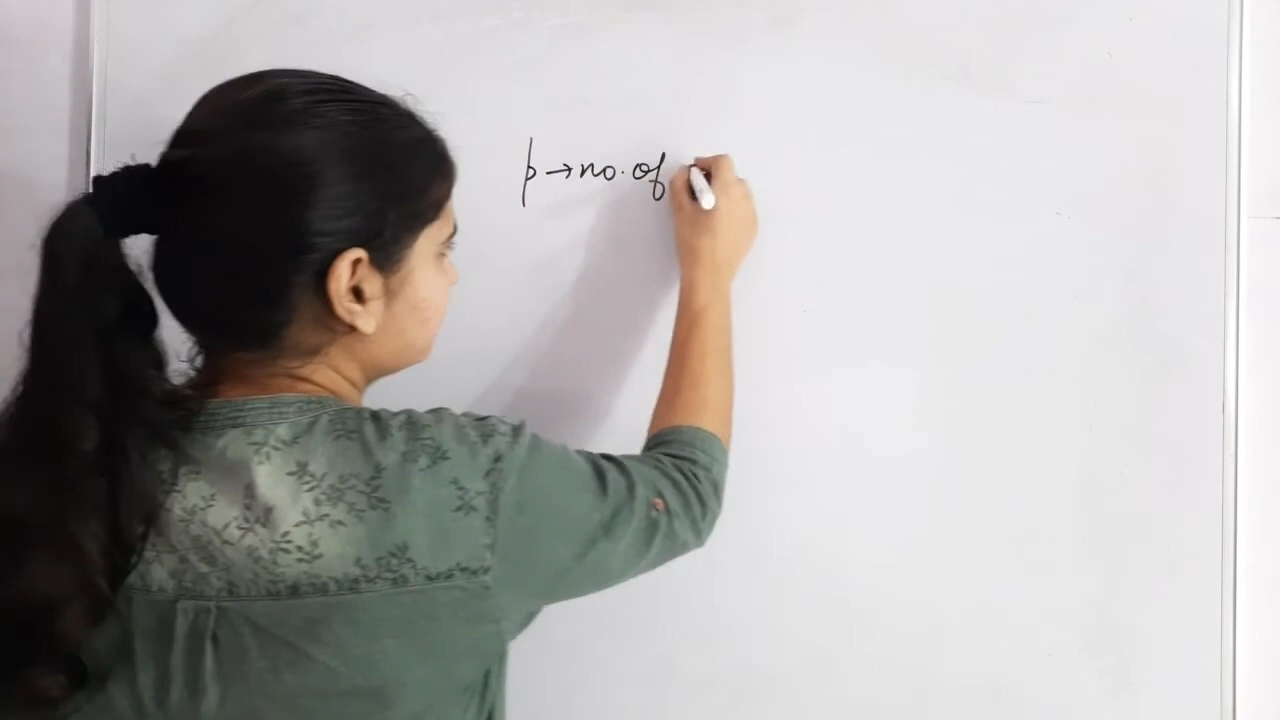 p → no. of